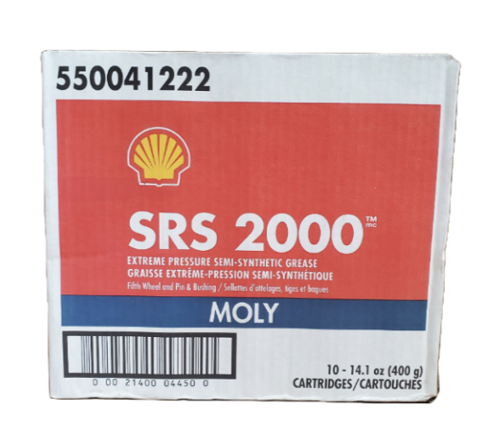 550041222
SRS 2000™
mc
EXTREME PRESSURE SEMI-SYNTHETIC GREASE
GRAISSE EXTRÊME-PRESSION SEMI-SYNTHÉTIQUE
Fifth Wheel and Pin & Bushing / Sellettes d'attelages, tiges et bagues
MOLY
10 - 14.1 oz (400 g)
CARTRIDGES/CARTOUCHES
0 00 21400 04450 0